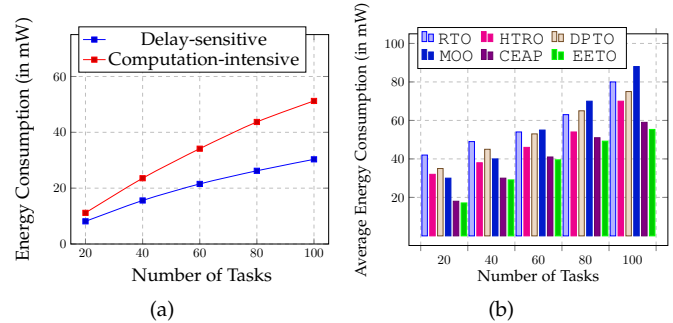 Energy Consumption (in mW)
60
40
20
0
Delay-sensitive
Computation-intensive
20 40 60 80 100
Number of Tasks
(a)
Average Energy Consumption (in mW)
100
80
60
40
20
RTO HTRO DPTO
MOO CEAP EETO
20 40 60 80 100
Number of Tasks
(b)